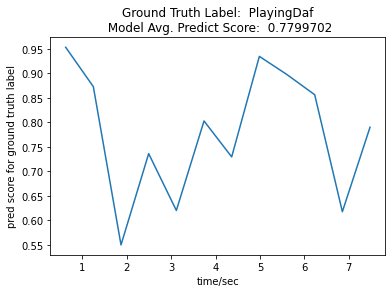 Ground Truth Label:  PlayingDaf
Model Avg. Predict Score:  0.7799702
pred score for ground truth label
0.95
0.90
0.85
0.80
0.75
0.70
0.65
0.60
0.55
1 2 3 4 5 6 7
time/sec